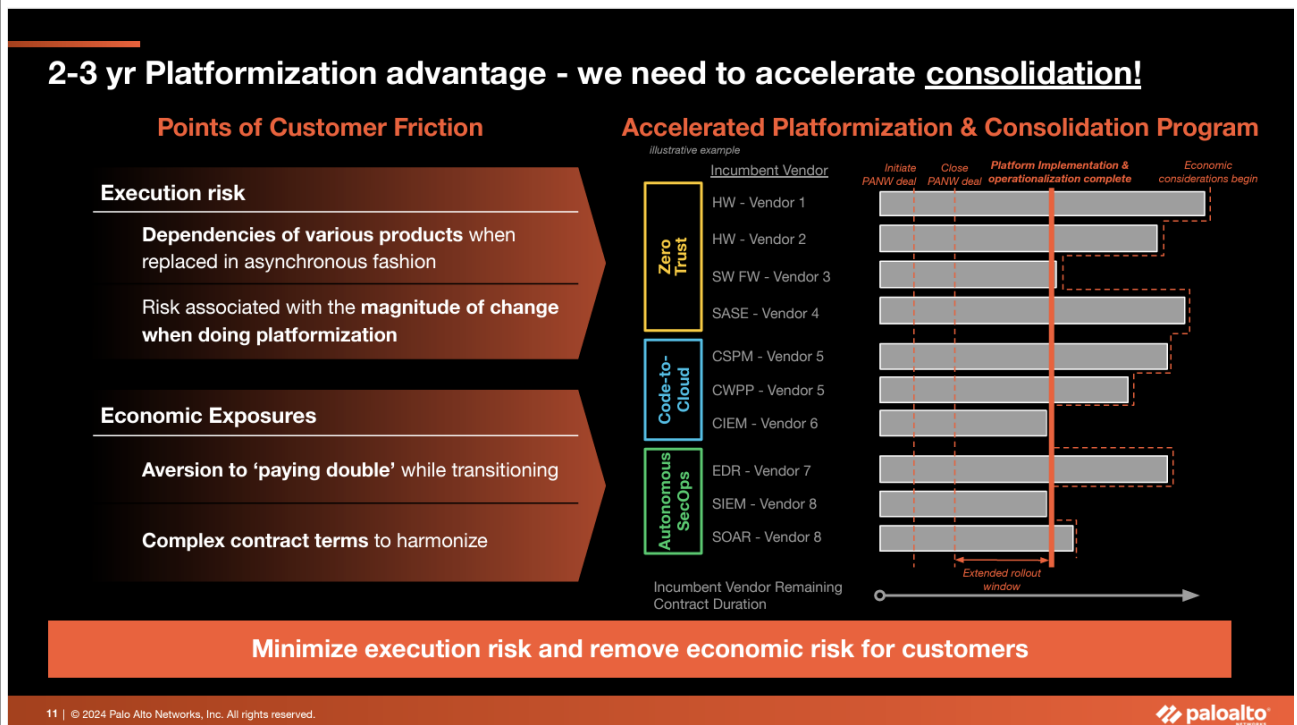 2-3 yr Platformization advantage - we need to accelerate consolidation!
Points of Customer Friction
Execution risk
Dependencies of various products when
replaced in asynchronous fashion
Risk associated with the magnitude of change
when doing platformization
Economic Exposures
Aversion to ‘paying double’ while transitioning
Complex contract terms to harmonize
Accelerated Platformization & Consolidation Program
illustrative example
Incumbent Vendor
Initiate
PANW deal
Close
PANW deal
Platform Implementation &
operationalization complete
Economic
considerations begin
Zero
Trust
HW - Vendor 1
HW - Vendor 2
SW FW - Vendor 3
SASE - Vendor 4
Code-to-
Cloud
CSPM - Vendor 5
CWPP - Vendor 5
CIEM - Vendor 6
Autonomous
SecOps
EDR - Vendor 7
SIEM - Vendor 8
SOAR - Vendor 8
Extended rollout
window
Incumbent Vendor Remaining
Contract Duration
Minimize execution risk and remove economic risk for customers
11 | © 2024 Palo Alto Networks, Inc. All rights reserved.
paloalto
NETWORKS